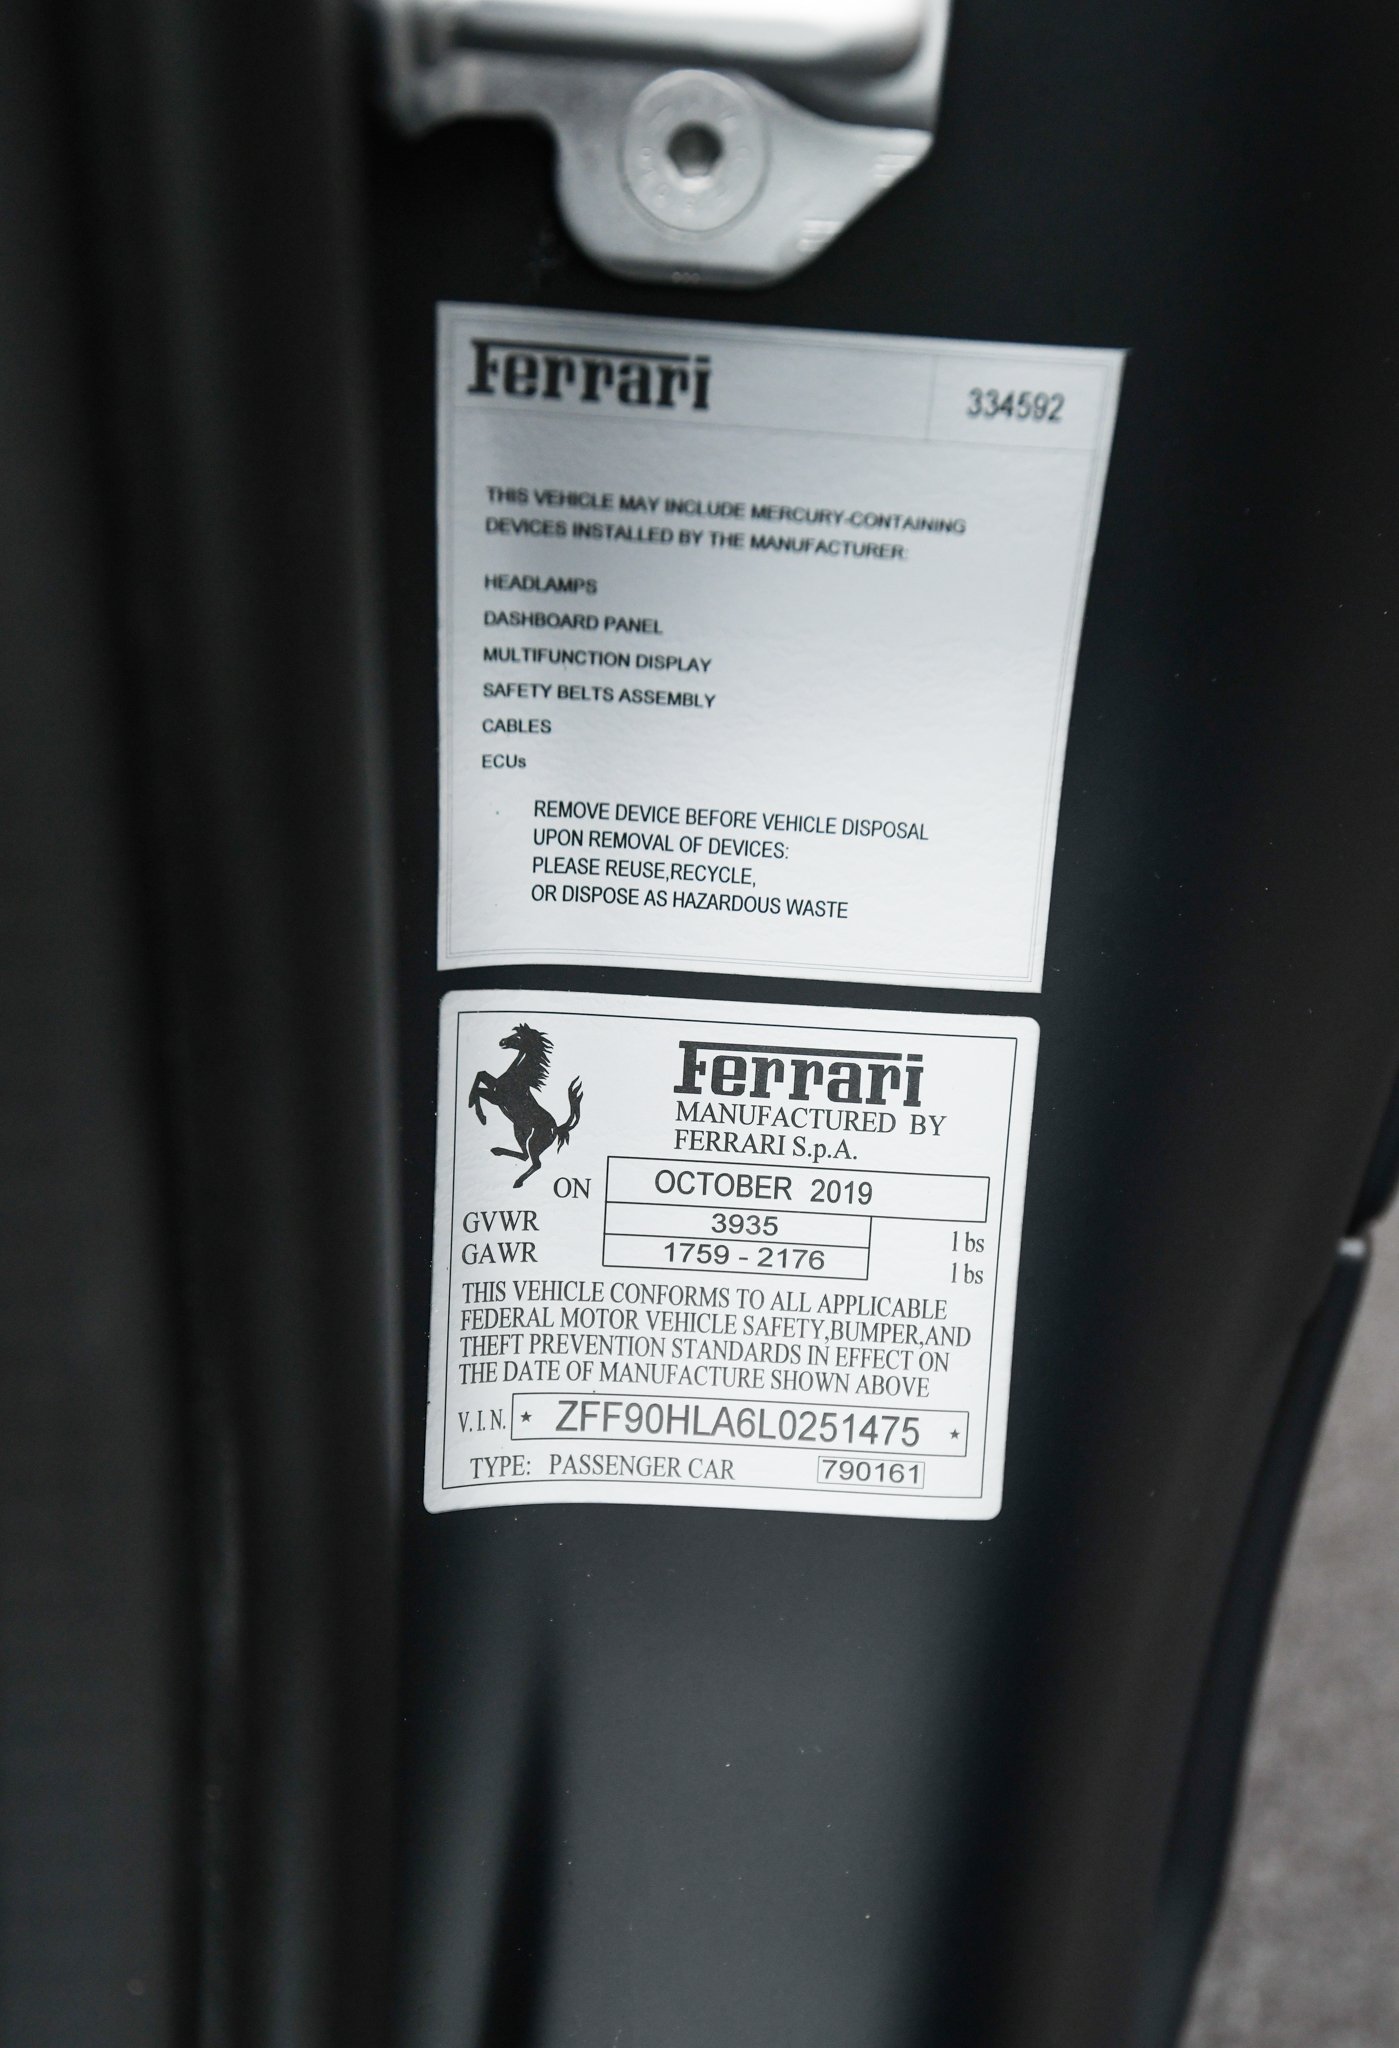 Ferrari 334592
THIS VEHICLE MAY INCLUDE MERCURY-CONTAINING
DEVICES INSTALLED BY THE MANUFACTURER:
HEADLAMPS
DASHBOARD PANEL
MULTIFUNCTION DISPLAY
SAFETY BELTS ASSEMBLY
CABLES
ECUs
REMOVE DEVICE BEFORE VEHICLE DISPOSAL
UPON REMOVAL OF DEVICES:
PLEASE REUSE,RECYCLE,
OR DISPOSE AS HAZARDOUS WASTE
Ferrari
MANUFACTURED BY
FERRARI S.p.A.
ON OCTOBER 2019
GVWR 3935 lbs
GAWR 1759 - 2176 lbs
THIS VEHICLE CONFORMS TO ALL APPLICABLE
FEDERAL MOTOR VEHICLE SAFETY,BUMPER,AND
THEFT PREVENTION STANDARDS IN EFFECT ON
THE DATE OF MANUFACTURE SHOWN ABOVE
V.I.N. ★ ZFF90HLA6L0251475 ★
TYPE: PASSENGER CAR 790161